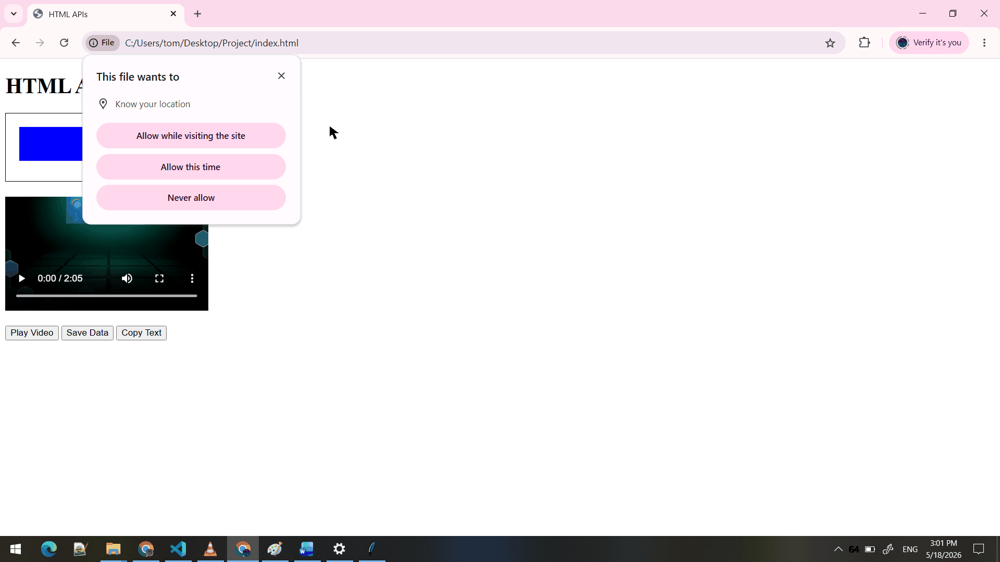 HTML APIs
File
C:/Users/tom/Desktop/Project/index.html
Verify it's you
This file wants to
Know your location
Allow while visiting the site
Allow this time
Never allow
HTML A
0:00 / 2:05
Play Video
Save Data
Copy Text
64
ENG
3:01 PM
5/18/2026